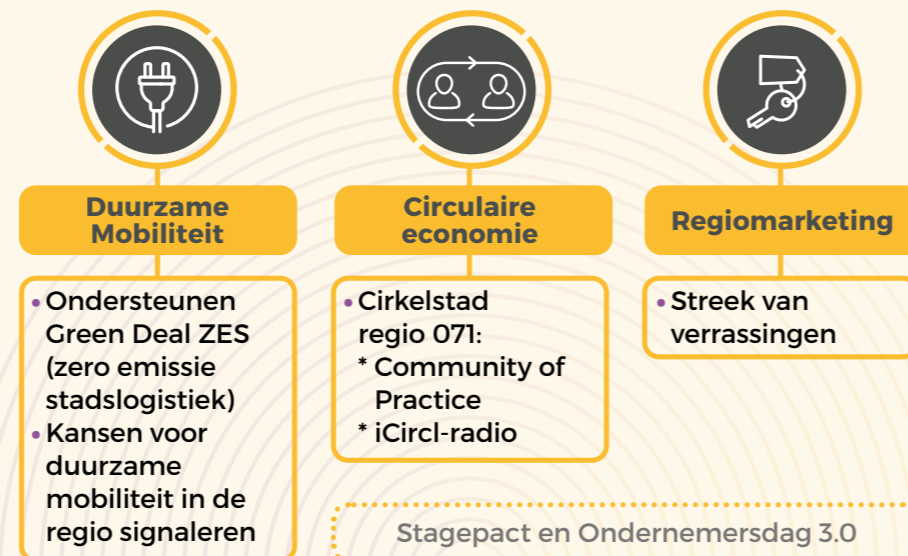 Duurzame
Mobiliteit
• Ondersteunen
Green Deal ZES
(zero emissie
stadslogistiek)
• Kansen voor
duurzame
mobiliteit in de
regio signaleren
Circulaire
economie
• Cirkelstad
regio 071:
* Community of
Practice
* iCircl-radio
Regiomarketing
• Streek van
verrassingen
Stagepact en Ondernemersdag 3.0